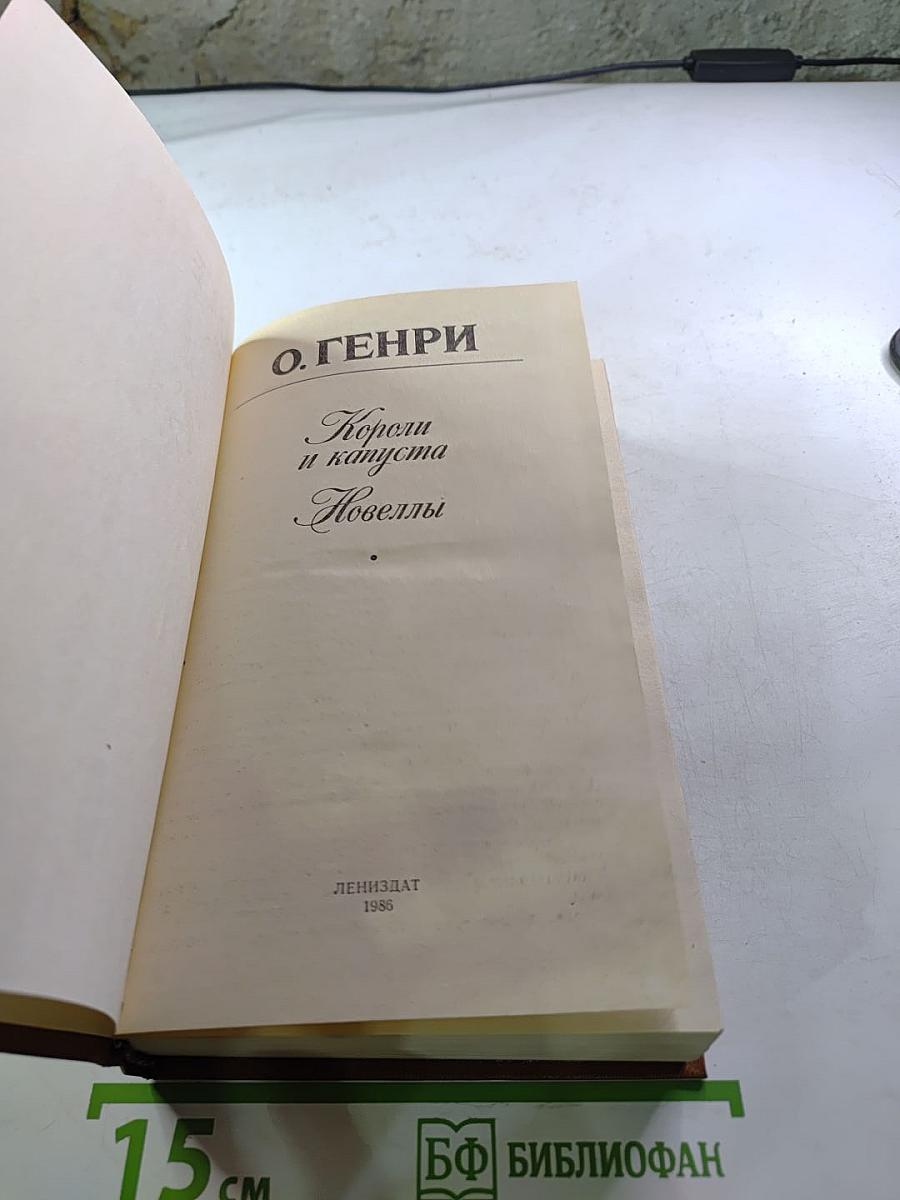 О. ГЕНРИ
Короли
и капуста
Новеллы
ЛЕНИЗДАТ
1986
15 см
БФ БИБЛИОФАН